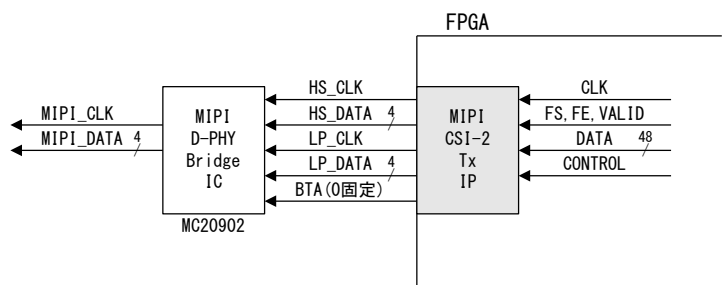 FPGA
HS_CLK
CLK
MIPI_CLK
MIPI
D-PHY
Bridge
IC
HS_DATA 4
MIPI
CSI-2
Tx
IP
FS, FE, VALID
MIPI_DATA 4
LP_CLK
DATA 48
LP_DATA 4
CONTROL
BTA(0固定)
MC20902